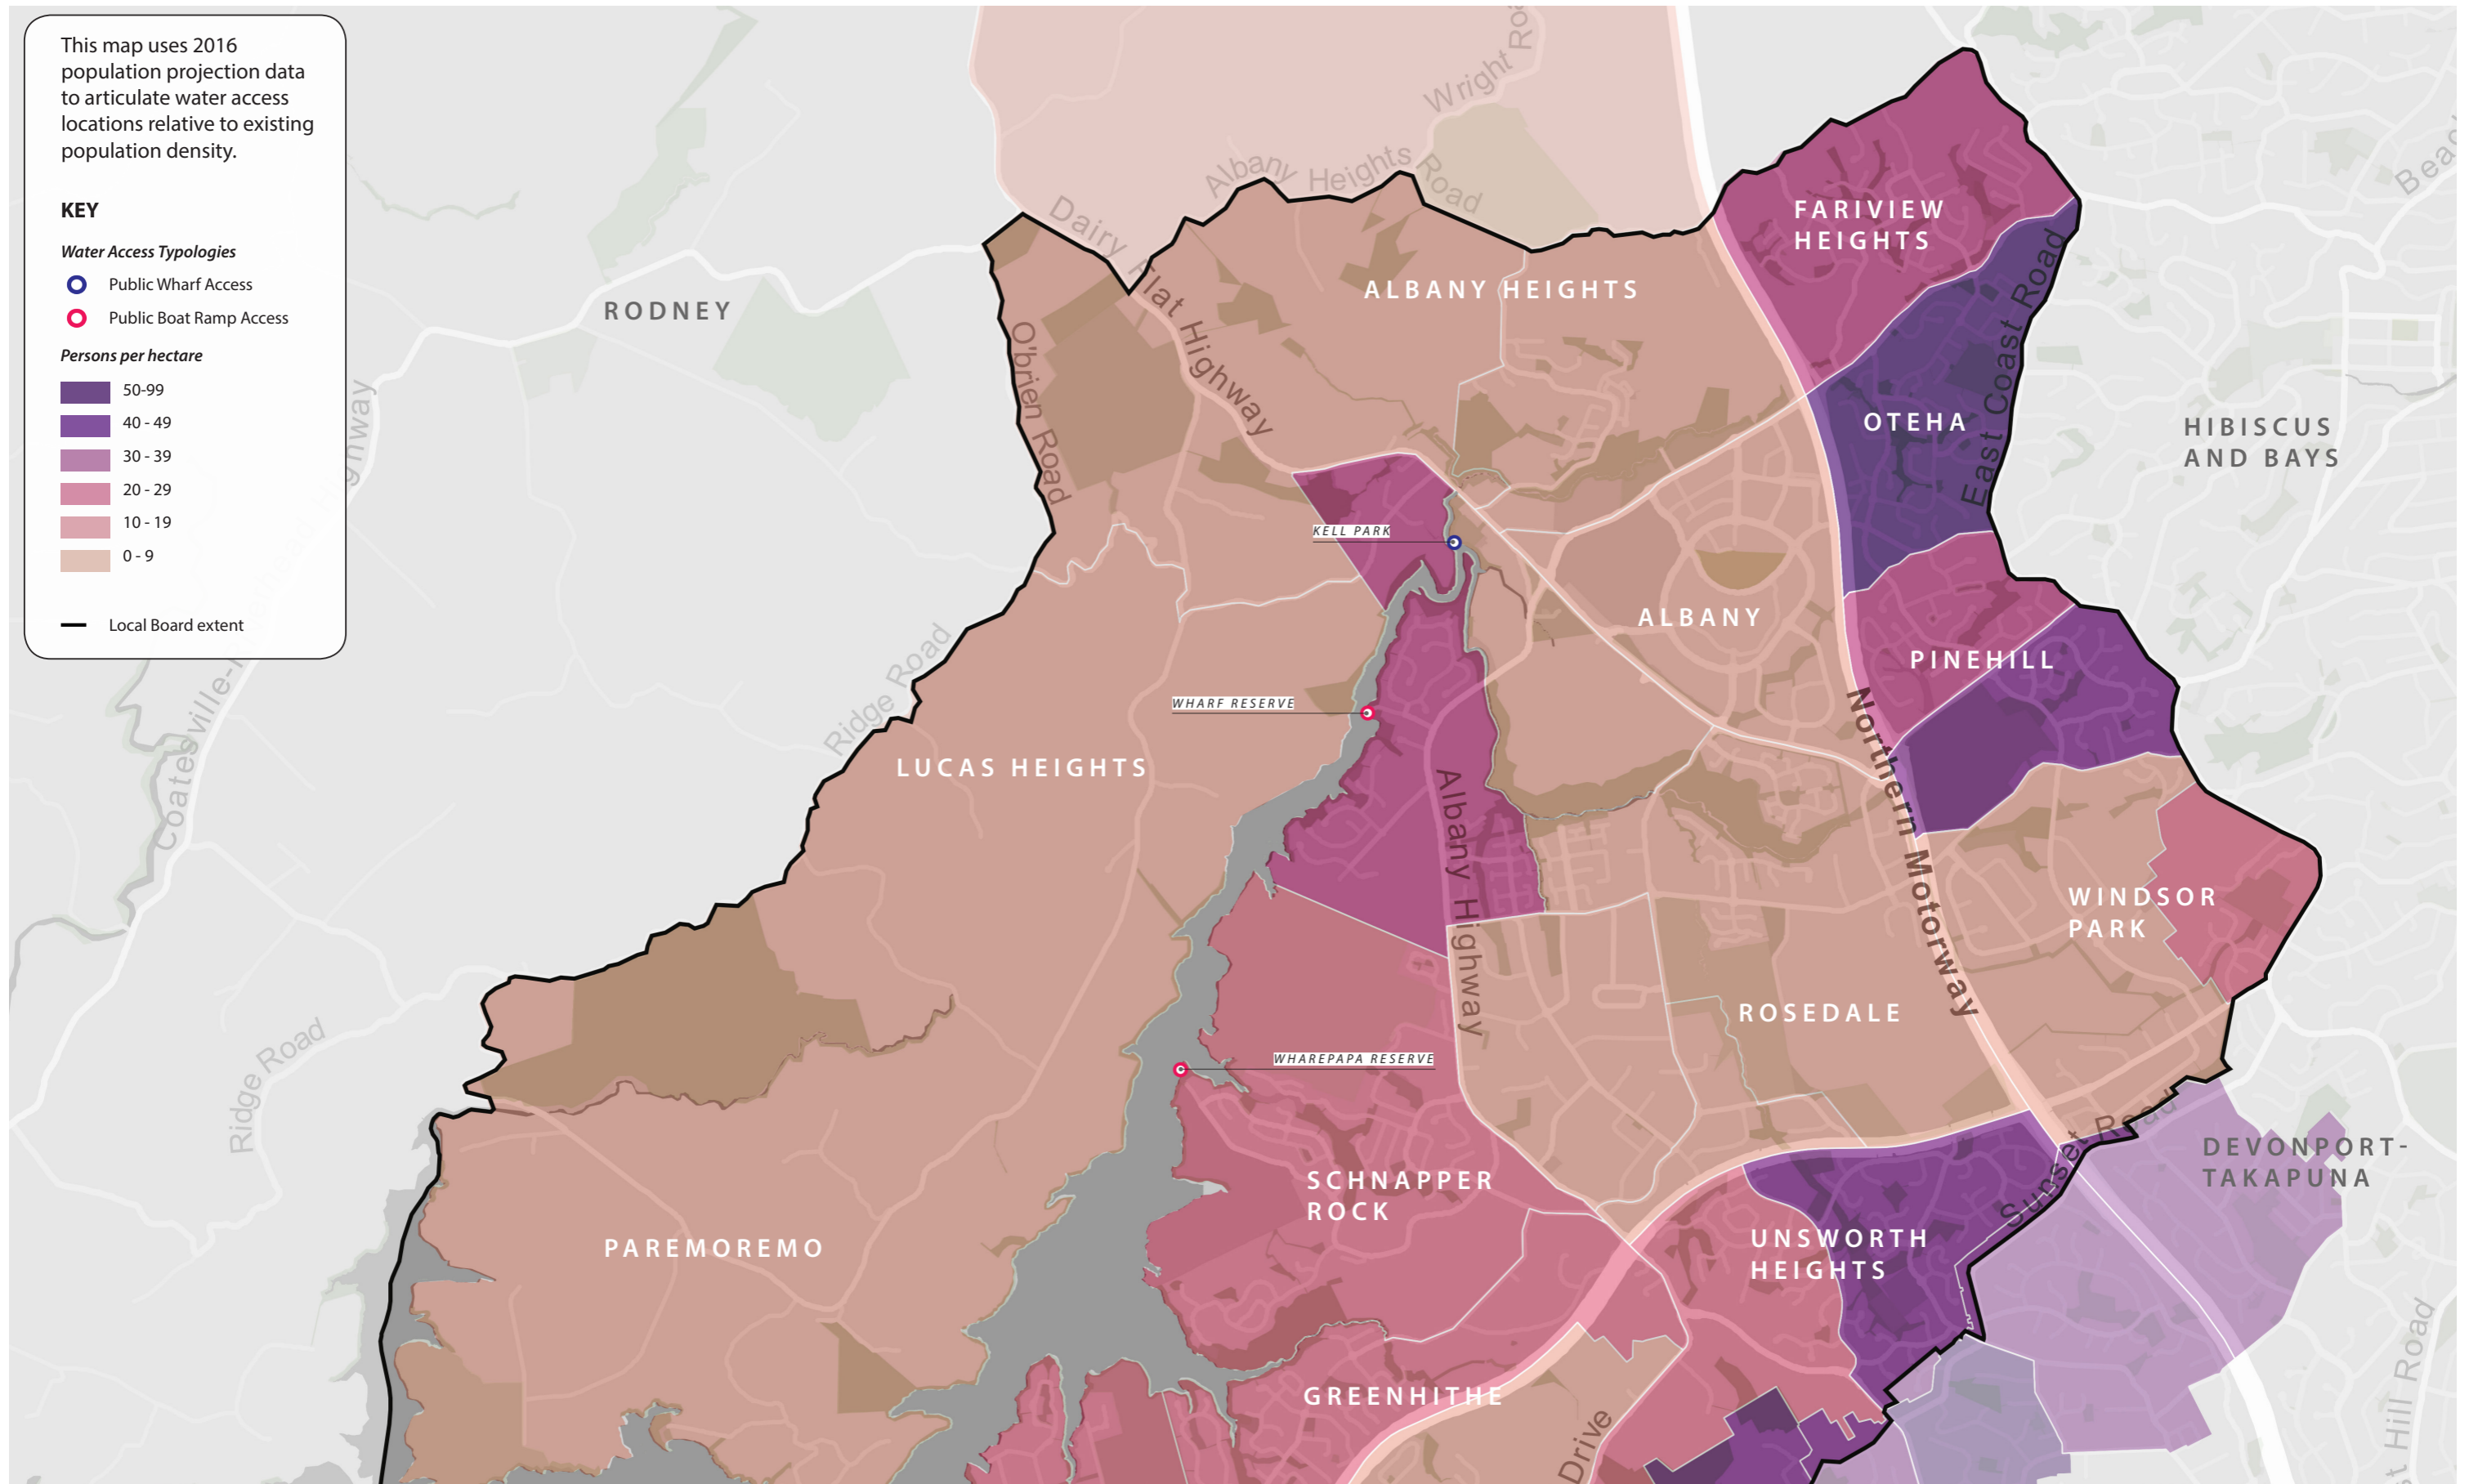 This map uses 2016
population projection data
to articulate water access
locations relative to existing
population density.
KEY
Water Access Typologies
Public Wharf Access
Public Boat Ramp Access
Persons per hectare
50-99
40 - 49
30 - 39
20 - 29
10 - 19
0 - 9
Local Board extent
Wright
Albany Heights Road
Dairy Flat Highway
FARIVIEW
HEIGHTS
RODNEY
ALBANY HEIGHTS
O'brien Road
East Coast Road
OTEHA
HIBISCUS
AND BAYS
KELL PARK
ALBANY
PINEHILL
Ridge Road
WHARF RESERVE
LUCAS HEIGHTS
Northern Motorway
Albany Highway
WINDSOR
PARK
ROSEDALE
Ridge Road
WHAREPAPA RESERVE
Sunset Road
DEVONPORT-
TAKAPUNA
SCHNAPPER
ROCK
PAREMOREMO
UNSWORTH
HEIGHTS
GREENHITHE
Drive
Hill Road